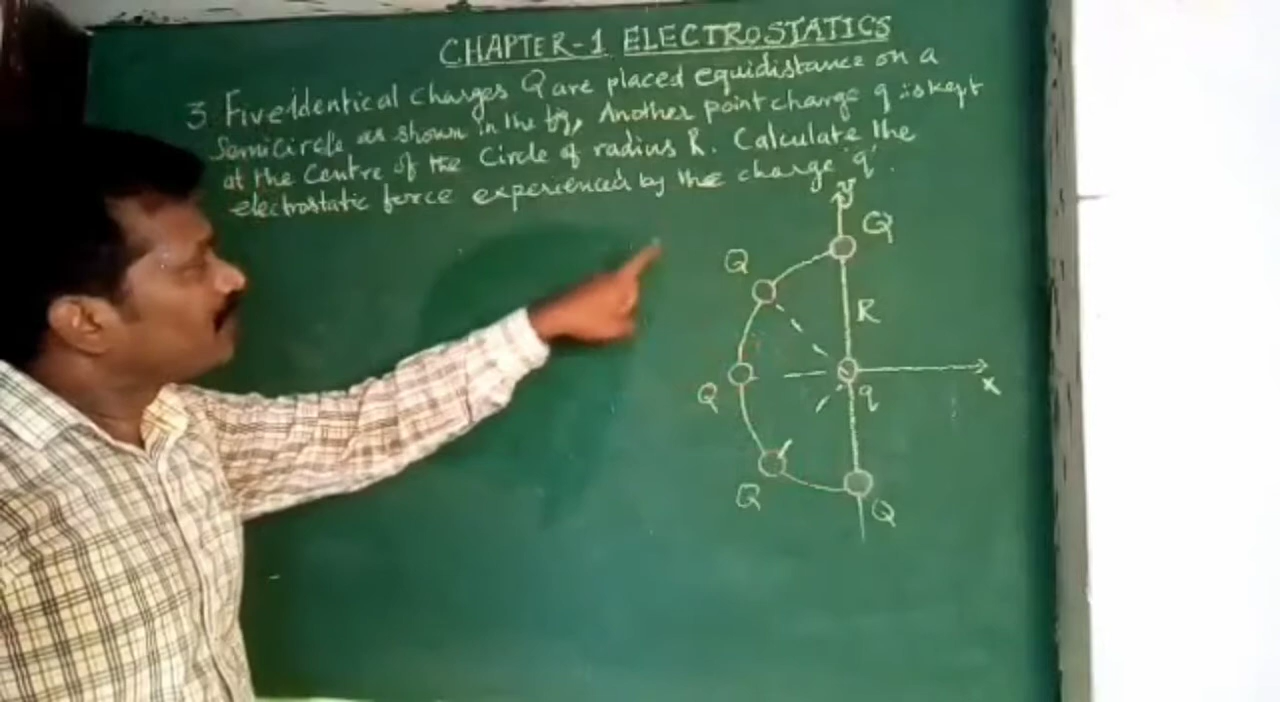 CHAPTER-1 ELECTROSTATICS
3. Five identical charges Q are placed equidistance on a
Semicircle as shown in the fig, Another point charge q is kept
at the centre of the circle of radius R. Calculate the
electrostatic force experienced by the charge 'q'.
y
Q
Q
R
Q
q
x
Q
Q